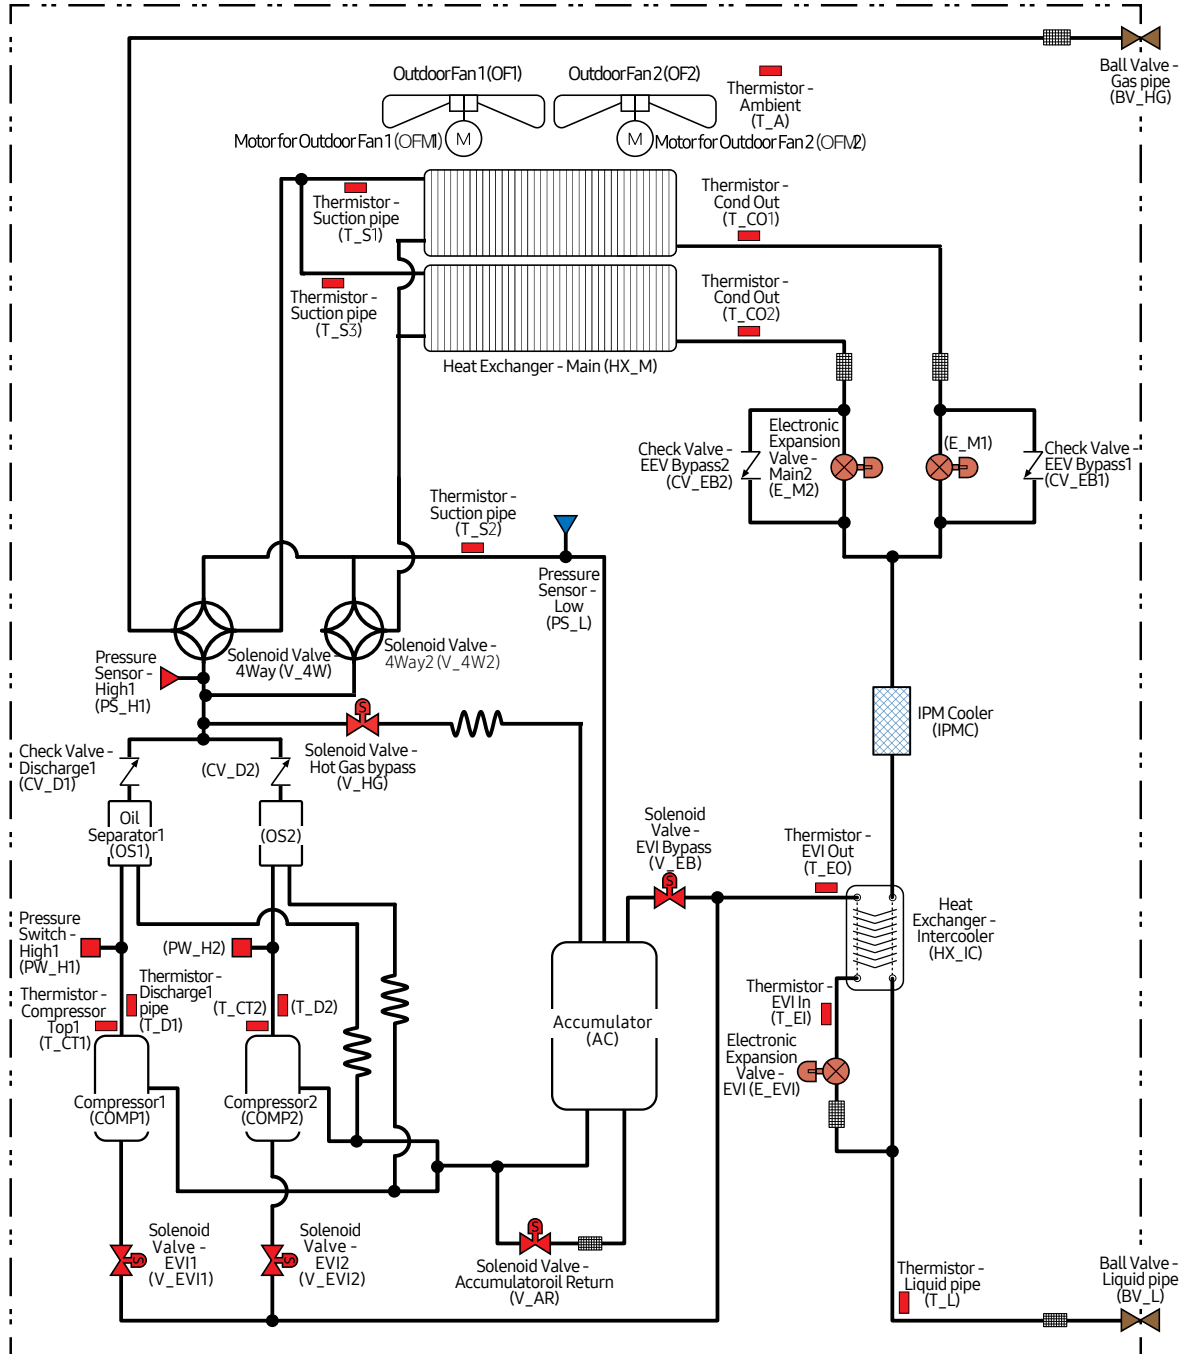 Ball Valve -
Gas pipe
(BV_HG)
Outdoor Fan 1 (OF1)
Outdoor Fan 2 (OF2)
Thermistor -
Ambient
(T_A)
M
M
Motor for Outdoor Fan 1 (OFM1)
Motor for Outdoor Fan 2 (OFM2)
Thermistor -
Suction pipe
(T_S1)
Thermistor -
Cond Out
(T_CO1)
Thermistor -
Suction pipe
(T_S3)
Thermistor -
Cond Out
(T_CO2)
Heat Exchanger - Main (HX_M)
Check Valve -
EEV Bypass2
(CV_EB2)
Electronic
Expansion
Valve -
Main2
(E_M2)
(E_M1)
Check Valve -
EEV Bypass1
(CV_EB1)
Thermistor -
Suction pipe
(T_S2)
Pressure
Sensor -
Low
(PS_L)
Pressure
Sensor -
High1
(PS_H1)
Solenoid Valve -
4Way (V_4W)
Solenoid Valve -
4Way2 (V_4W2)
S
Solenoid Valve -
Hot Gas bypass
(V_HG)
IPM Cooler
(IPMC)
Check Valve -
Discharge1
(CV_D1)
(CV_D2)
Oil
Separator1
(OS1)
(OS2)
Solenoid
Valve -
EVI Bypass
(V_EB)
S
Thermistor -
EVI Out
(T_EO)
Heat
Exchanger -
Intercooler
(HX_IC)
Pressure
Switch -
High1
(PW_H1)
(PW_H2)
Thermistor -
Compressor
Top1
(T_CT1)
Thermistor -
Discharge1
pipe
(T_D1)
(T_CT2)
(T_D2)
Accumulator
(AC)
Thermistor -
EVI In
(T_EI)
Electronic
Expansion
Valve -
EVI (E_EVI)
Compressor1
(COMP1)
Compressor2
(COMP2)
S
Solenoid
Valve -
EVI1
(V_EVI1)
S
Solenoid
Valve -
EVI2
(V_EVI2)
S
Solenoid Valve -
Accumulatoroil Return
(V_AR)
Thermistor -
Liquid pipe
(T_L)
Ball Valve -
Liquid pipe
(BV_L)